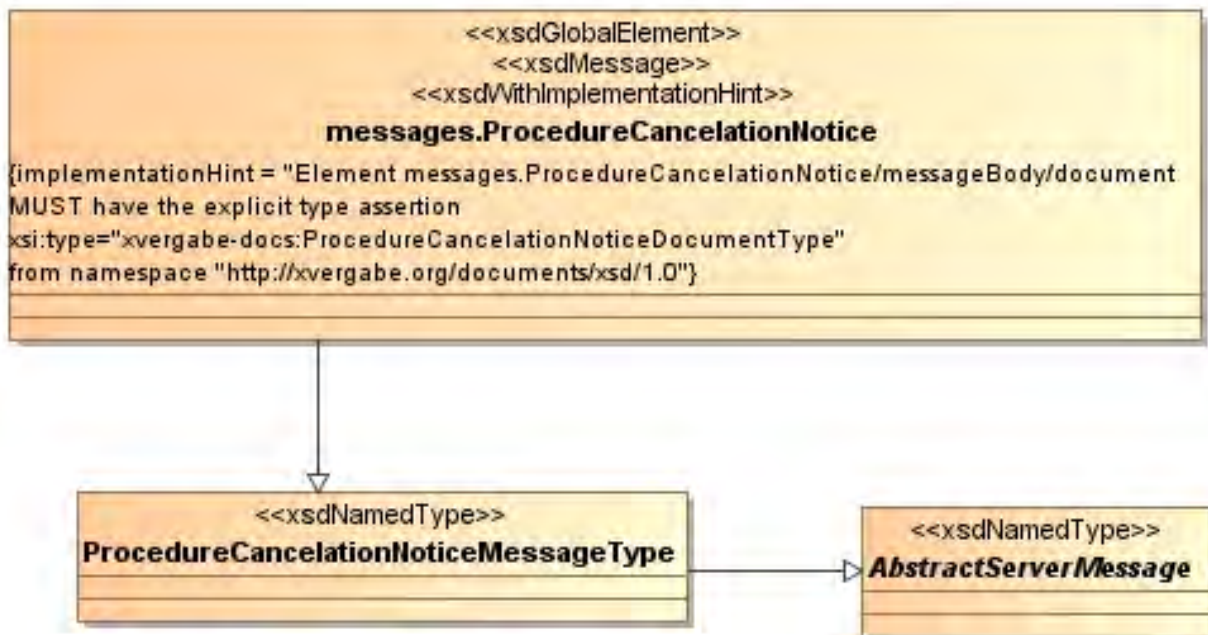 <<xsdGlobalElement>>
<<xsdMessage>>
<<xsdWithImplementationHint>>
messages.ProcedureCancelationNotice
{implementationHint = "Element messages.ProcedureCancelationNotice/messageBody/document
MUST have the explicit type assertion
xsi:type="xvergabe-docs:ProcedureCancelationNoticeDocumentType"
from namespace "http://xvergabe.org/documents/xsd/1.0"}
<<xsdNamedType>>
ProcedureCancelationNoticeMessageType
<<xsdNamedType>>
AbstractServerMessage